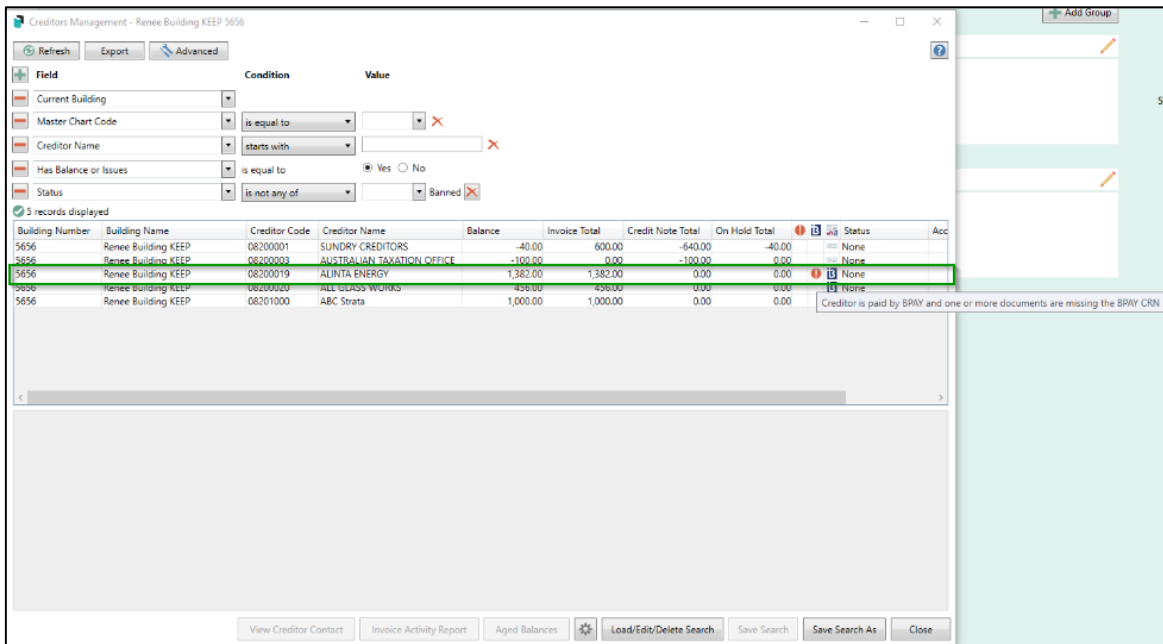 Creditors Management - Renee Building KEEP 5656
Add Group
Refresh Export Advanced
Field Condition Value
Current Building
Master Chart Code is equal to
Creditor Name starts with
Has Balance or Issues is equal to Yes No
Status is not any of Banned
5 records displayed
Building Number Building Name Creditor Code Creditor Name Balance Invoice Total Credit Note Total On Hold Total Status Acc
5656 Renee Building KEEP 08200001 SUNDRY CREDITORS -40.00 600.00 -640.00 -40.00 None
5656 Renee Building KEEP 08200003 AUSTRALIAN TAXATION OFFICE -100.00 0.00 -100.00 0.00 None
5656 Renee Building KEEP 08200019 ALINTA ENERGY 1,382.00 1,382.00 0.00 0.00 None
5656 Renee Building KEEP 08200020 ALL GLASS WORKS 456.00 456.00 0.00 0.00 None
5656 Renee Building KEEP 08201000 ABC Strata 1,000.00 1,000.00 0.00 0.00
Creditor is paid by BPAY and one or more documents are missing the BPAY CRN
View Creditor Contact Invoice Activity Report Aged Balances Load/Edit/Delete Search Save Search Save Search As Close